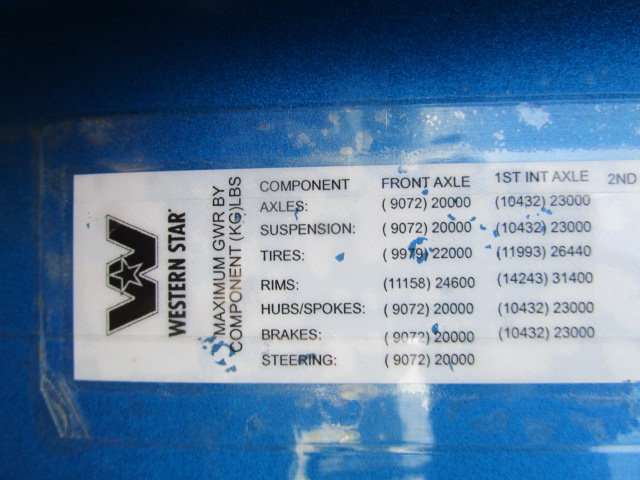 WESTERN STAR
MAXIMUM GWR BY
COMPONENT (KG)LBS
COMPONENT FRONT AXLE 1ST INT AXLE 2ND
AXLES: ( 9072) 20000 (10432) 23000
SUSPENSION: ( 9072) 20000 (10432) 23000
TIRES: ( 9979) 22000 (11993) 26440
RIMS: (11158) 24600 (14243) 31400
HUBS/SPOKES: ( 9072) 20000 (10432) 23000
BRAKES: ( 9072) 20000 (10432) 23000
STEERING: ( 9072) 20000